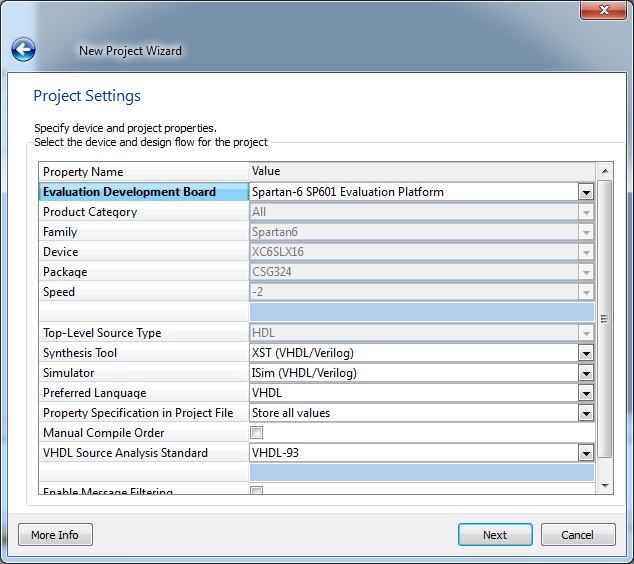 New Project Wizard
Project Settings
Specify device and project properties.
Select the device and design flow for the project
Property Name Value
Evaluation Development Board Spartan-6 SP601 Evaluation Platform
Product Category All
Family Spartan6
Device XC6SLX16
Package CSG324
Speed -2
Top-Level Source Type HDL
Synthesis Tool XST (VHDL/Verilog)
Simulator ISim (VHDL/Verilog)
Preferred Language VHDL
Property Specification in Project File Store all values
Manual Compile Order
VHDL Source Analysis Standard VHDL-93
Enable Message Filtering
More Info Next Cancel